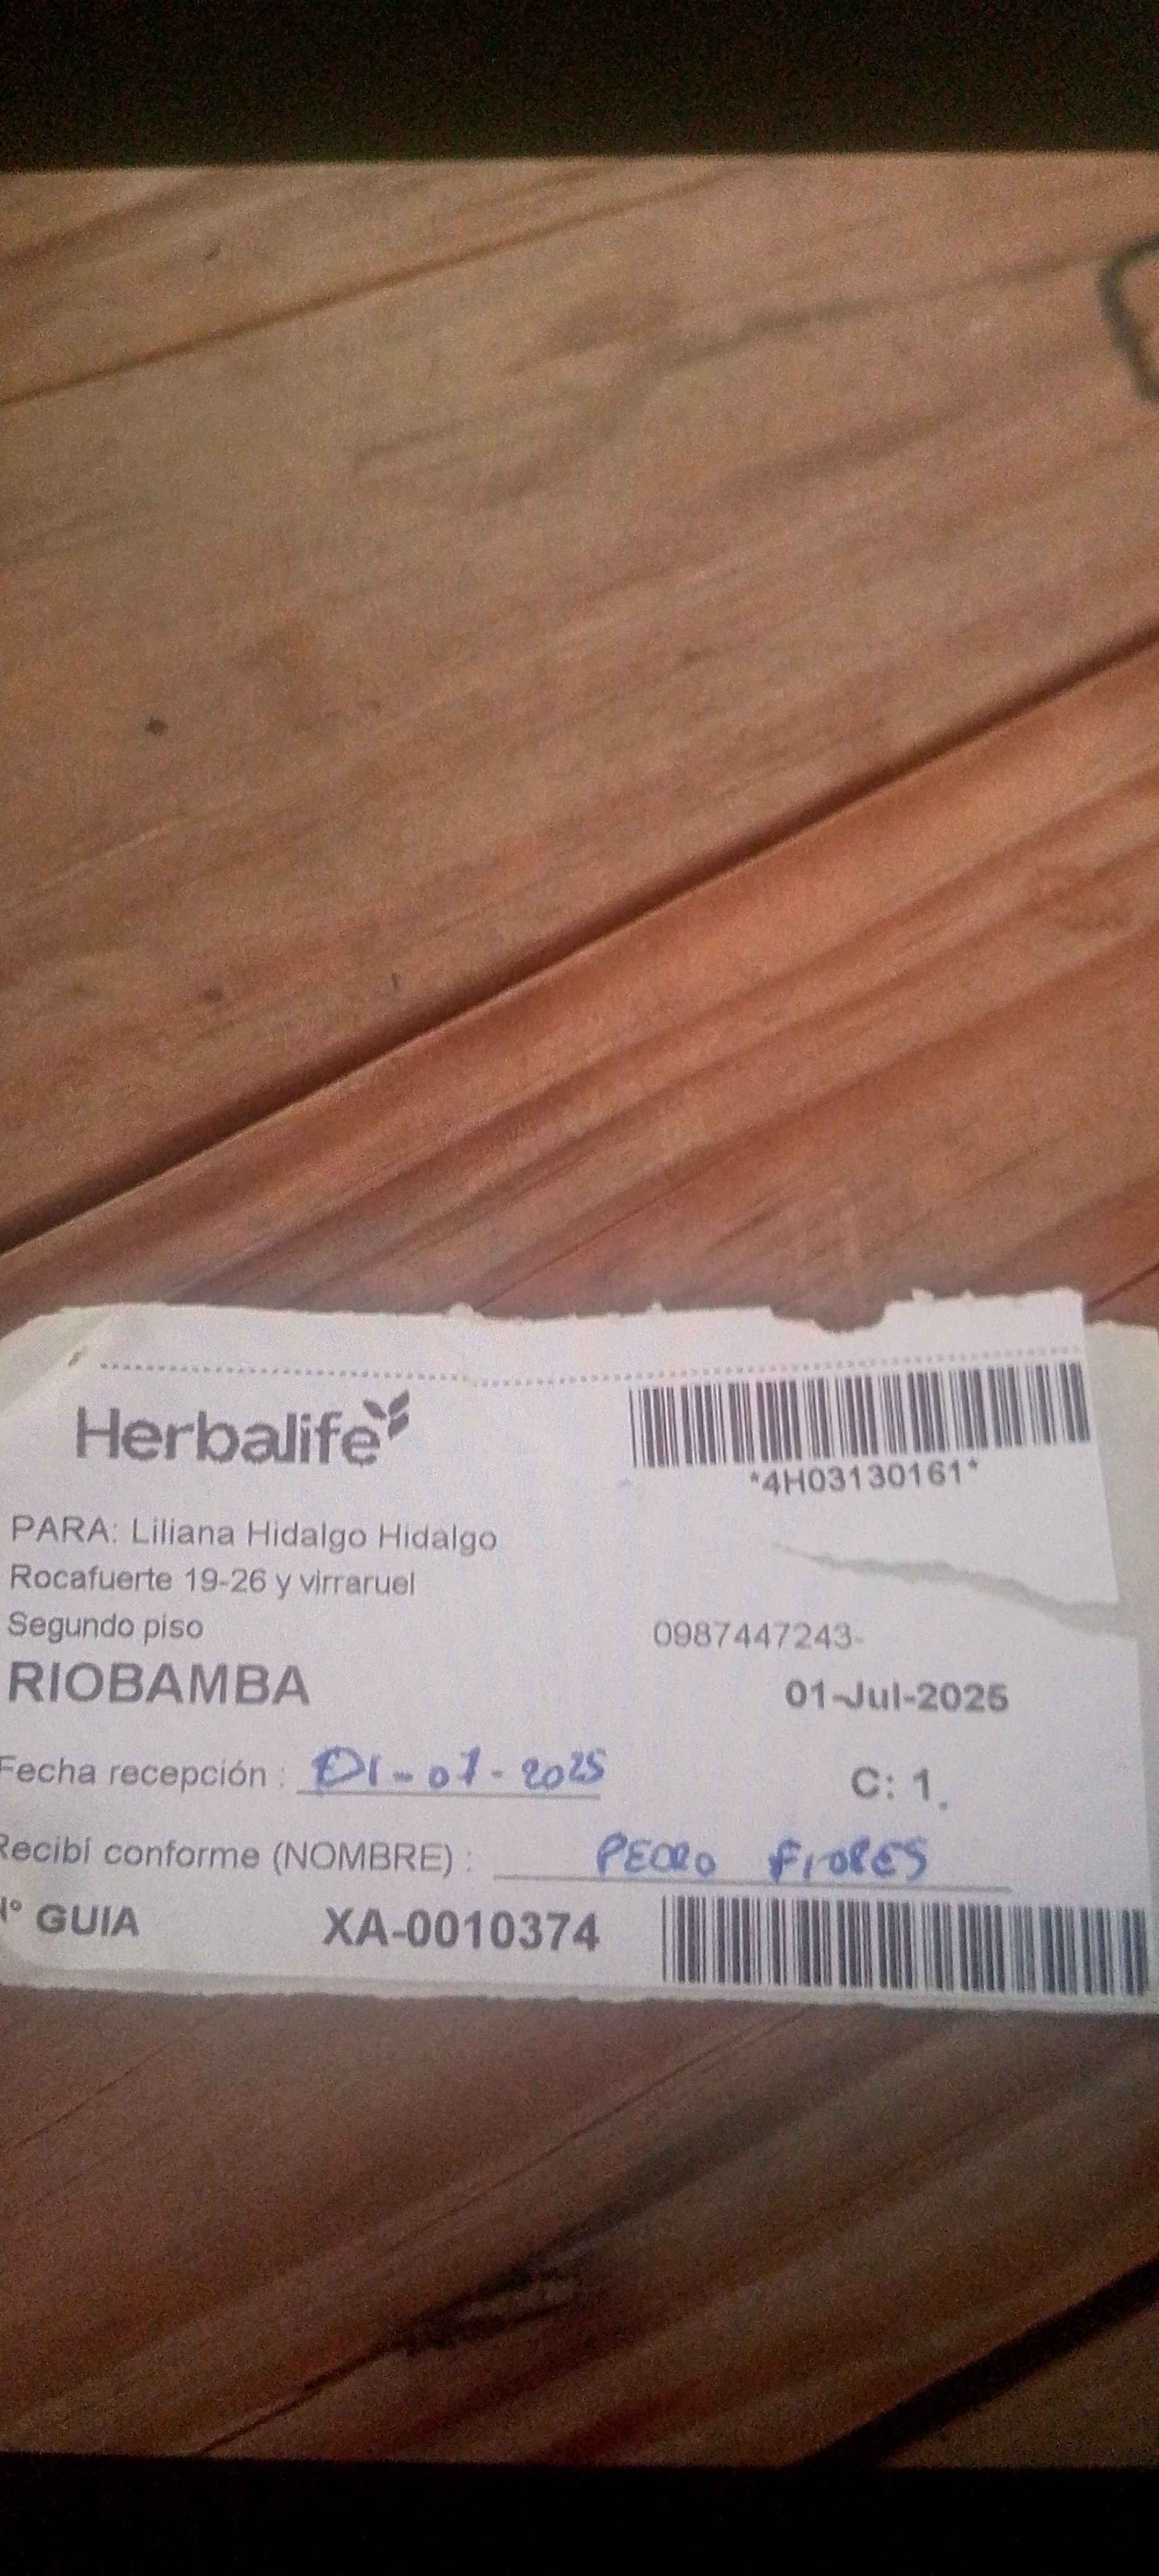 Herbalife
*4H03130161*
PARA: Liliana Hidalgo Hidalgo
Rocafuerte 19-26 y virraruel
Segundo piso
0987447243-
RIOBAMBA
01-Jul-2025
Fecha recepción : 01-07-2025
C: 1.
Recibí conforme (NOMBRE) : PEDRO FlORES
N° GUIA XA-0010374